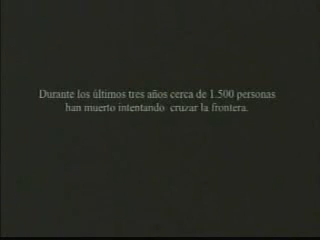 Durante los últimos tres años cerca de 1.500 personas
han muerto intentando cruzar la frontera.